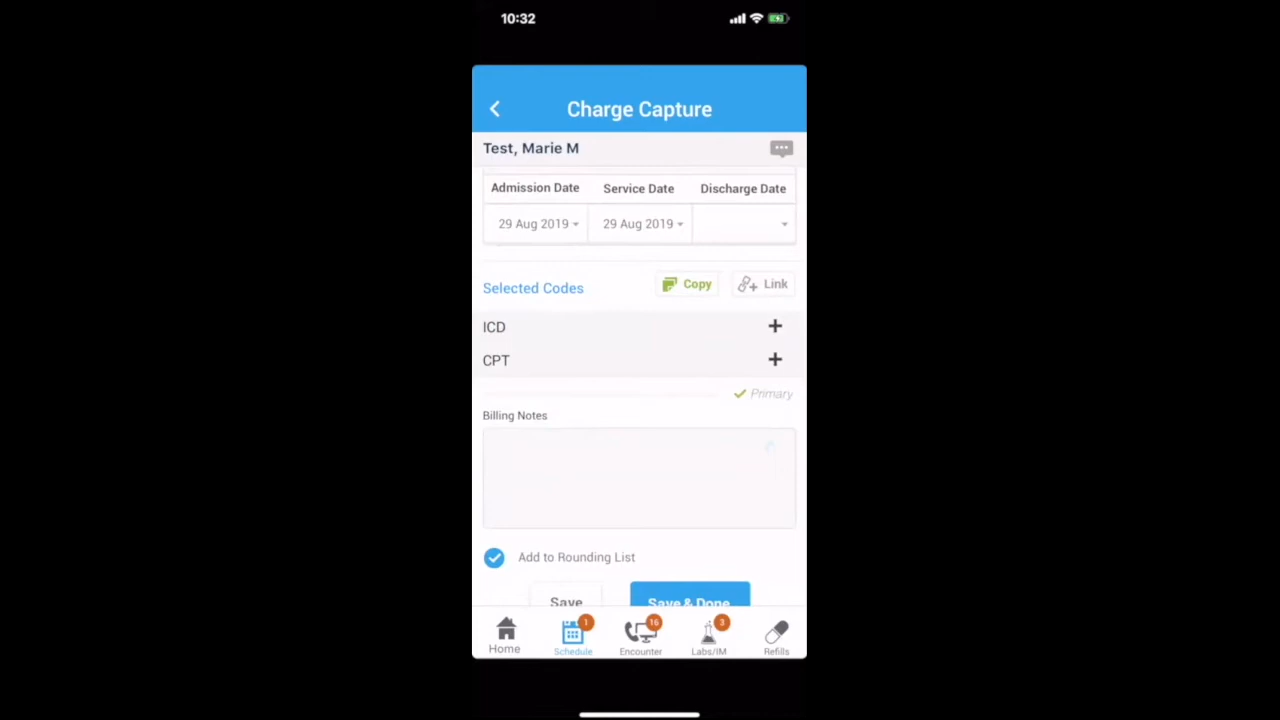 10:32
Charge Capture
Test, Marie M
Admission Date Service Date Discharge Date
29 Aug 2019 29 Aug 2019
Selected Codes Copy Link
ICD
CPT
Primary
Billing Notes
Add to Rounding List
Save Save & Done
1 16 3
Home Schedule Encounter Labs/IM Refills